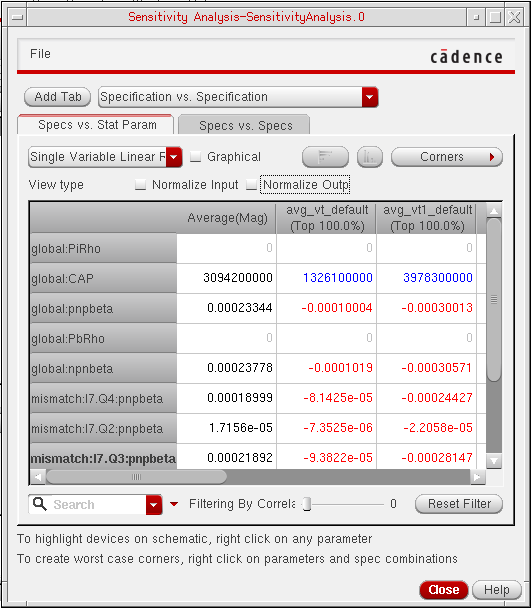 Sensitivity Analysis-SensitivityAnalysis.0
File
cādence
Add Tab
Specification vs. Specification
Specs vs. Stat Param
Specs vs. Specs
Single Variable Linear R
Graphical
Corners
View type
Normalize Input
Normalize Outp
Average(Mag) avg_vt_default avg_vt1_default
(Top 100.0%) (Top 100.0%)
global:PiRho 0 0
global:CAP 3094200000 1326100000 3978300000
global:pnpbeta 0.00023344 -0.00010004 -0.00030013
global:PbRho 0 0
global:npnbeta 0.00023778 -0.0001019 -0.00030571
mismatch:I7.Q4:pnpbeta 0.00018999 -8.1425e-05 -0.00024427
mismatch:I7.Q2:pnpbeta 1.7156e-05 -7.3525e-06 -2.2058e-05
mismatch:I7.Q3:pnpbeta 0.00021892 -9.3822e-05 -0.00028147
Search
Filtering By Correla
0
Reset Filter
To highlight devices on schematic, right click on any parameter
To create worst case corners, right click on parameters and spec combinations
Close
Help